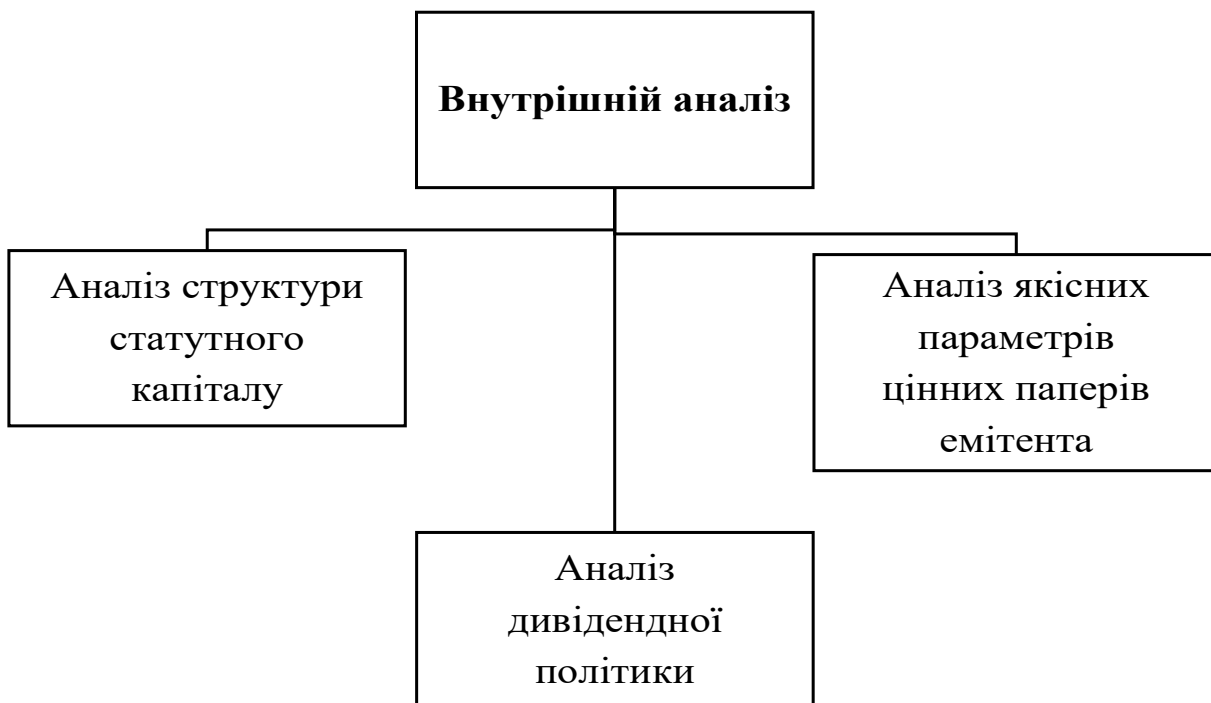 Внутрішній аналіз
Аналіз структури
статутного
капіталу
Аналіз якісних
параметрів
цінних паперів
емітента
Аналіз
дивідендної
політики